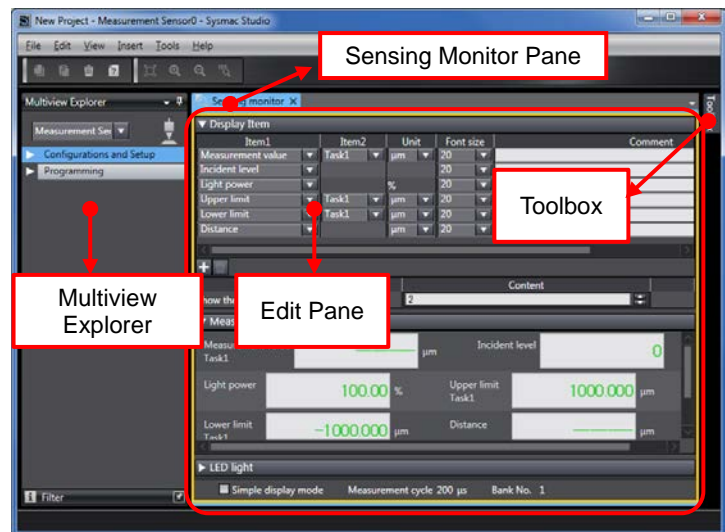 New Project - Measurement Sensor0 - Sysmac Studio
File Edit View Insert Tools Help
Sensing Monitor Pane
Multiview Explorer
Sensing monitor X
Measurement Sen
Configurations and Setup
Programming
Display Item
Item1 Item2 Unit Font size Comment
Measurement value Task1 µm 20
Incident level 20
Light power % 20
Upper limit Task1 µm 20
Lower limit Task1 µm 20
Distance µm 20
Toolbox
Multiview
Explorer
Edit Pane
Content
2
Task1 µm
Incident level 0
Light power 100.00 %
Upper limit
Task1 1000.000 µm
Lower limit
Task1 -1000.000 µm
Distance µm
LED light
Simple display mode Measurement cycle 200 µs Bank No. 1
Filter